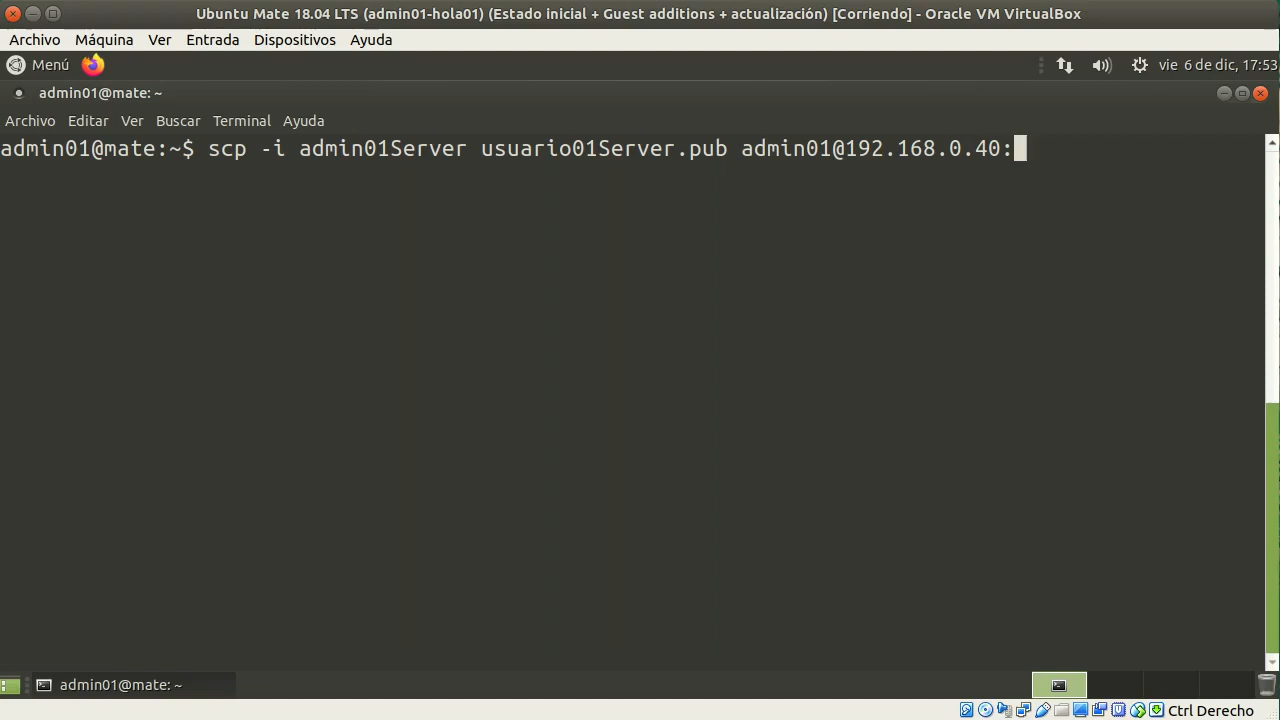 Ubuntu Mate 18.04 LTS (admin01-hola01) (Estado inicial + Guest additions + actualización) [Corriendo] - Oracle VM VirtualBox
Archivo Máquina Ver Entrada Dispositivos Ayuda
Menú vie 6 de dic, 17:53
admin01@mate: ~
Archivo Editar Ver Buscar Terminal Ayuda
admin01@mate:~$ scp -i admin01Server usuario01Server.pub admin01@192.168.0.40:
admin01@mate: ~
Ctrl Derecho